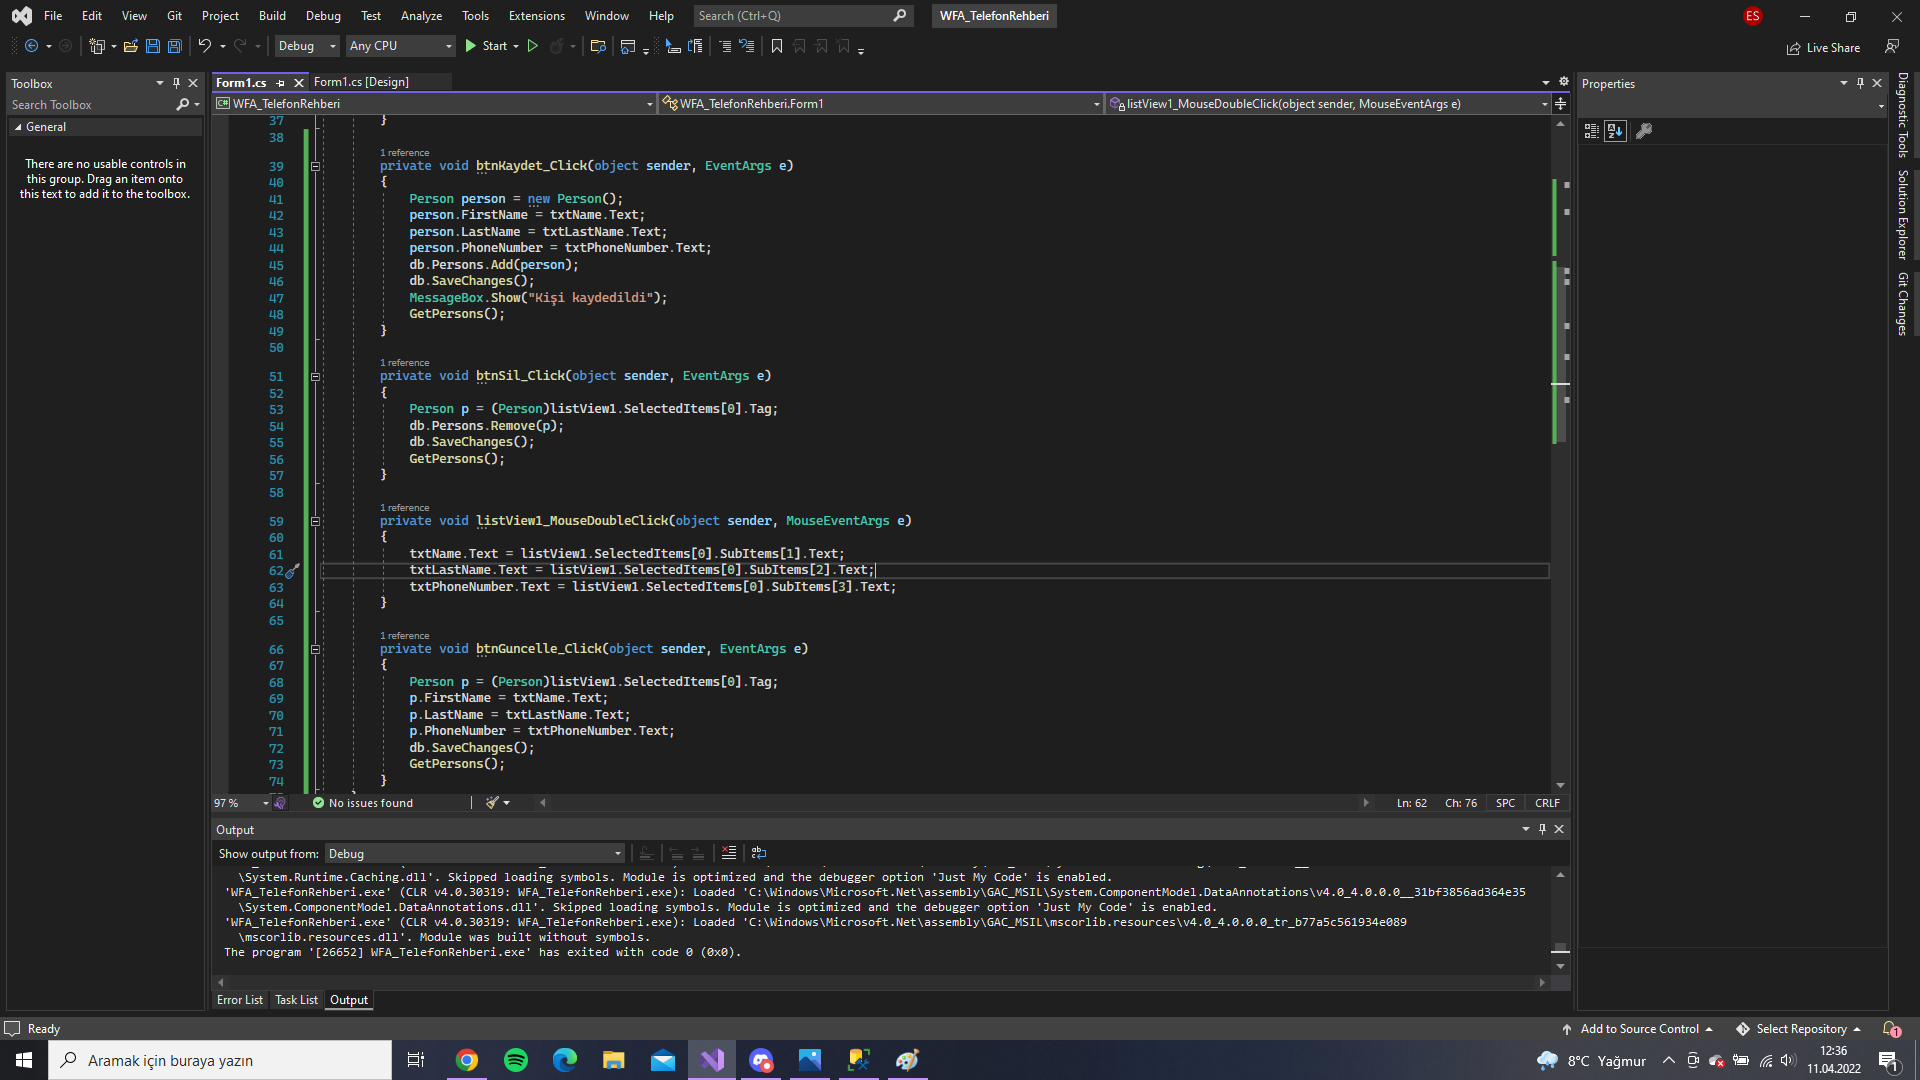 File Edit View Git Project Build Debug Test Analyze Tools Extensions Window Help Search (Ctrl+Q) WFA_TelefonRehberi ES
Debug Any CPU Start Live Share
Toolbox
Search Toolbox
General
There are no usable controls in
this group. Drag an item onto
this text to add it to the toolbox.
Form1.cs Form1.cs [Design]
C# WFA_TelefonRehberi WFA_TelefonRehberi.Form1 listView1_MouseDoubleClick(object sender, MouseEventArgs e)
37 }
38
1 reference
39 private void btnKaydet_Click(object sender, EventArgs e)
40 {
41 Person person = new Person();
42 person.FirstName = txtName.Text;
43 person.LastName = txtLastName.Text;
44 person.PhoneNumber = txtPhoneNumber.Text;
45 db.Persons.Add(person);
46 db.SaveChanges();
47 MessageBox.Show("Kişi kaydedildi");
48 GetPersons();
49 }
50
1 reference
51 private void btnSil_Click(object sender, EventArgs e)
52 {
53 Person p = (Person)listView1.SelectedItems[0].Tag;
54 db.Persons.Remove(p);
55 db.SaveChanges();
56 GetPersons();
57 }
58
1 reference
59 private void listView1_MouseDoubleClick(object sender, MouseEventArgs e)
60 {
61 txtName.Text = listView1.SelectedItems[0].SubItems[1].Text;
62 txtLastName.Text = listView1.SelectedItems[0].SubItems[2].Text;
63 txtPhoneNumber.Text = listView1.SelectedItems[0].SubItems[3].Text;
64 }
65
1 reference
66 private void btnGuncelle_Click(object sender, EventArgs e)
67 {
68 Person p = (Person)listView1.SelectedItems[0].Tag;
69 p.FirstName = txtName.Text;
70 p.LastName = txtLastName.Text;
71 p.PhoneNumber = txtPhoneNumber.Text;
72 db.SaveChanges();
73 GetPersons();
74 }
97 % No issues found Ln: 62 Ch: 76 SPC CRLF
Output
Show output from: Debug
\System.Runtime.Caching.dll'. Skipped loading symbols. Module is optimized and the debugger option 'Just My Code' is enabled.
'WFA_TelefonRehberi.exe' (CLR v4.0.30319: WFA_TelefonRehberi.exe): Loaded 'C:\Windows\Microsoft.Net\assembly\GAC_MSIL\System.ComponentModel.DataAnnotations\v4.0_4.0.0.0__31bf3856ad364e35
\System.ComponentModel.DataAnnotations.dll'. Skipped loading symbols. Module is optimized and the debugger option 'Just My Code' is enabled.
'WFA_TelefonRehberi.exe' (CLR v4.0.30319: WFA_TelefonRehberi.exe): Loaded 'C:\Windows\Microsoft.Net\assembly\GAC_MSIL\mscorlib.resources\v4.0_4.0.0.0_tr_b77a5c561934e089
\mscorlib.resources.dll'. Module was built without symbols.
The program '[26652] WFA_TelefonRehberi.exe' has exited with code 0 (0x0).
Error List Task List Output
Properties
Diagnostic Tools
Solution Explorer
Git Changes
Ready Add to Source Control Select Repository 1
Aramak için buraya yazın 8°C Yağmur 12:36
11.04.2022 1